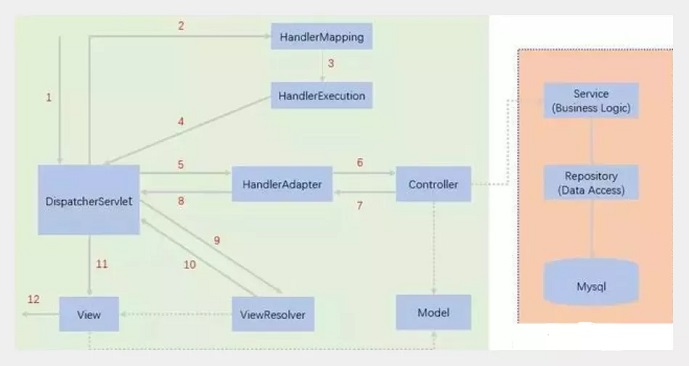 2
HandlerMapping
1
3
HandlerExecution
4
Service
(Business Logic)
5
6
DispatcherServlet
HandlerAdapter
Controller
Repository
(Data Access)
8
7
9
10
11
12
View
ViewResolver
Model
Mysql